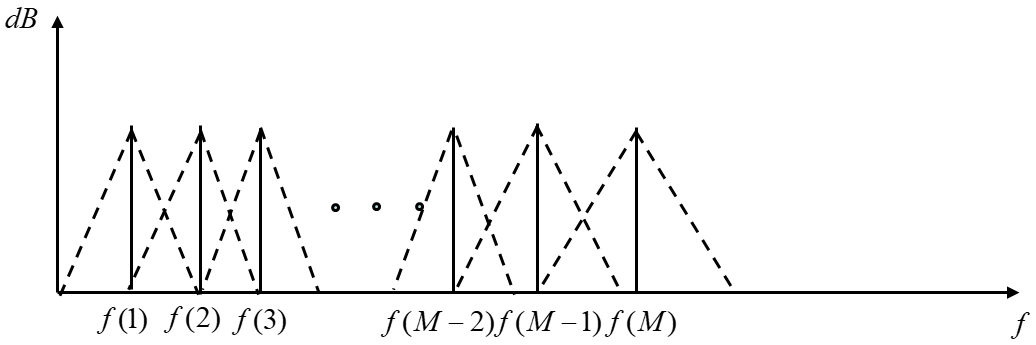 dB
f(1) f(2) f(3) f(M − 2) f(M − 1) f(M)
f